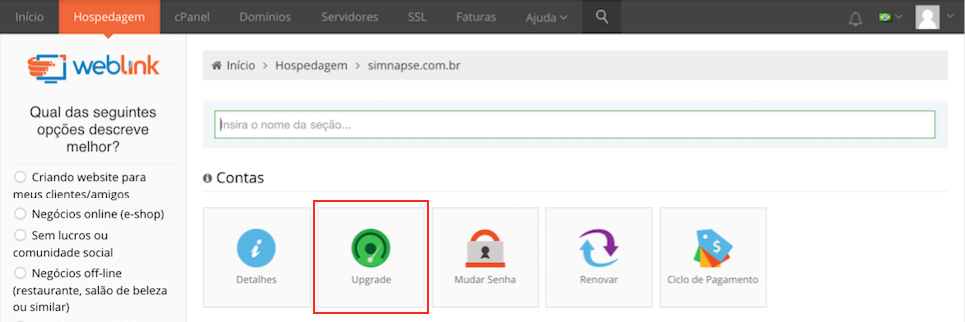 Início Hospedagem cPanel Domínios Servidores SSL Faturas Ajuda
weblink
Início > Hospedagem > simnapse.com.br
Qual das seguintes
opções descreve
melhor?
Criando website para
meus clientes/amigos
Negócios online (e-shop)
Sem lucros ou
comunidade social
Negócios off-line
(restaurante, salão de beleza
ou similar)
Insira o nome da seção...
Contas
Detalhes Upgrade Mudar Senha Renovar Ciclo de Pagamento